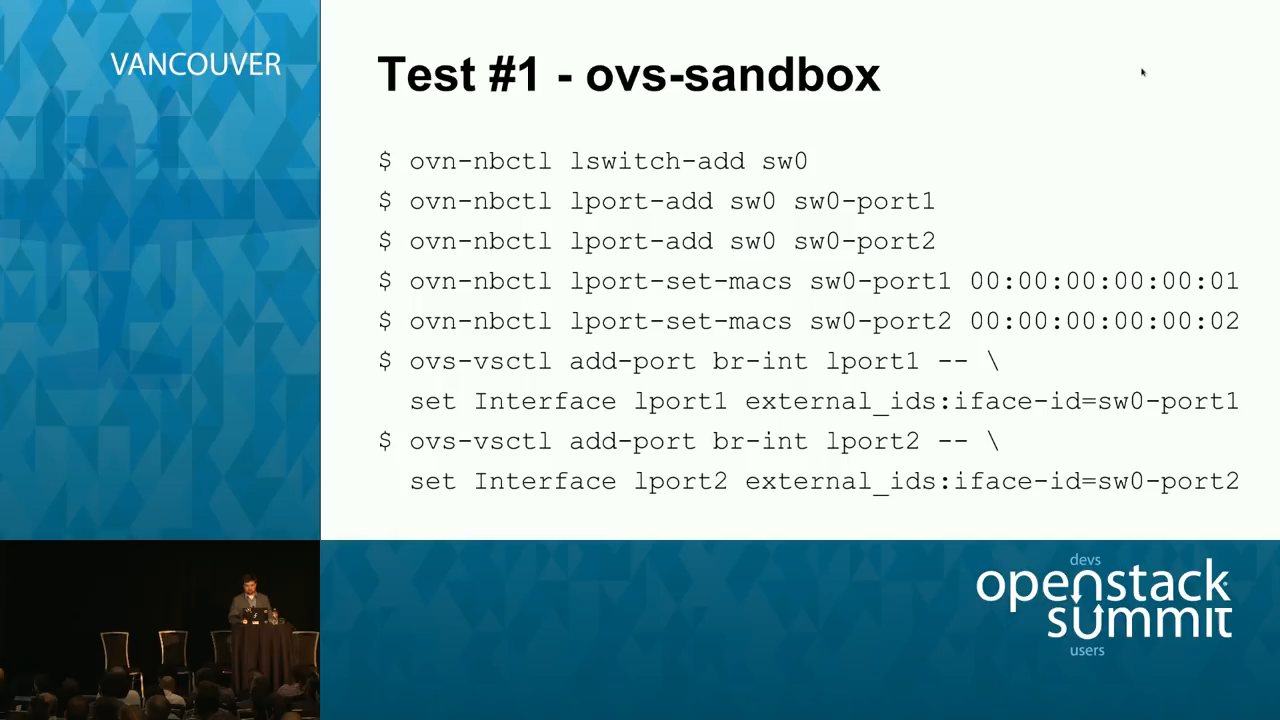 VANCOUVER
Test #1 - ovs-sandbox
$ ovn-nbctl lswitch-add sw0
$ ovn-nbctl lport-add sw0 sw0-port1
$ ovn-nbctl lport-add sw0 sw0-port2
$ ovn-nbctl lport-set-macs sw0-port1 00:00:00:00:00:01
$ ovn-nbctl lport-set-macs sw0-port2 00:00:00:00:00:02
$ ovs-vsctl add-port br-int lport1 -- \
set Interface lport1 external_ids:iface-id=sw0-port1
$ ovs-vsctl add-port br-int lport2 -- \
set Interface lport2 external_ids:iface-id=sw0-port2
devs
openstack
summit
users